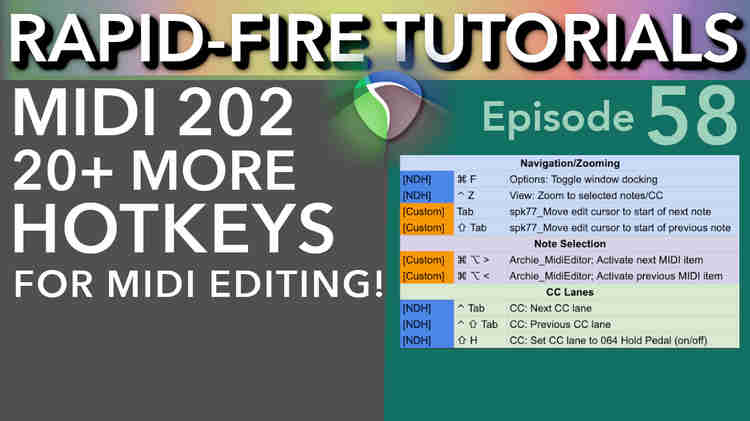 RAPID-FIRE TUTORIALS
MIDI 202
20+ MORE
HOTKEYS
FOR MIDI EDITING!
Episode 58
Navigation/Zooming
[NDH] ⌘ F Options: Toggle window docking
[NDH] ^ Z View: Zoom to selected notes/CC
[Custom] Tab spk77_Move edit cursor to start of next note
[Custom] ⇧ Tab spk77_Move edit cursor to start of previous note
Note Selection
[Custom] ⌘ ⌥ > Archie_MidiEditor; Activate next MIDI item
[Custom] ⌘ ⌥ < Archie_MidiEditor; Activate previous MIDI item
CC Lanes
[NDH] ^ Tab CC: Next CC lane
[NDH] ^ ⇧ Tab CC: Previous CC lane
[NDH] ⇧ H CC: Set CC lane to 064 Hold Pedal (on/off)